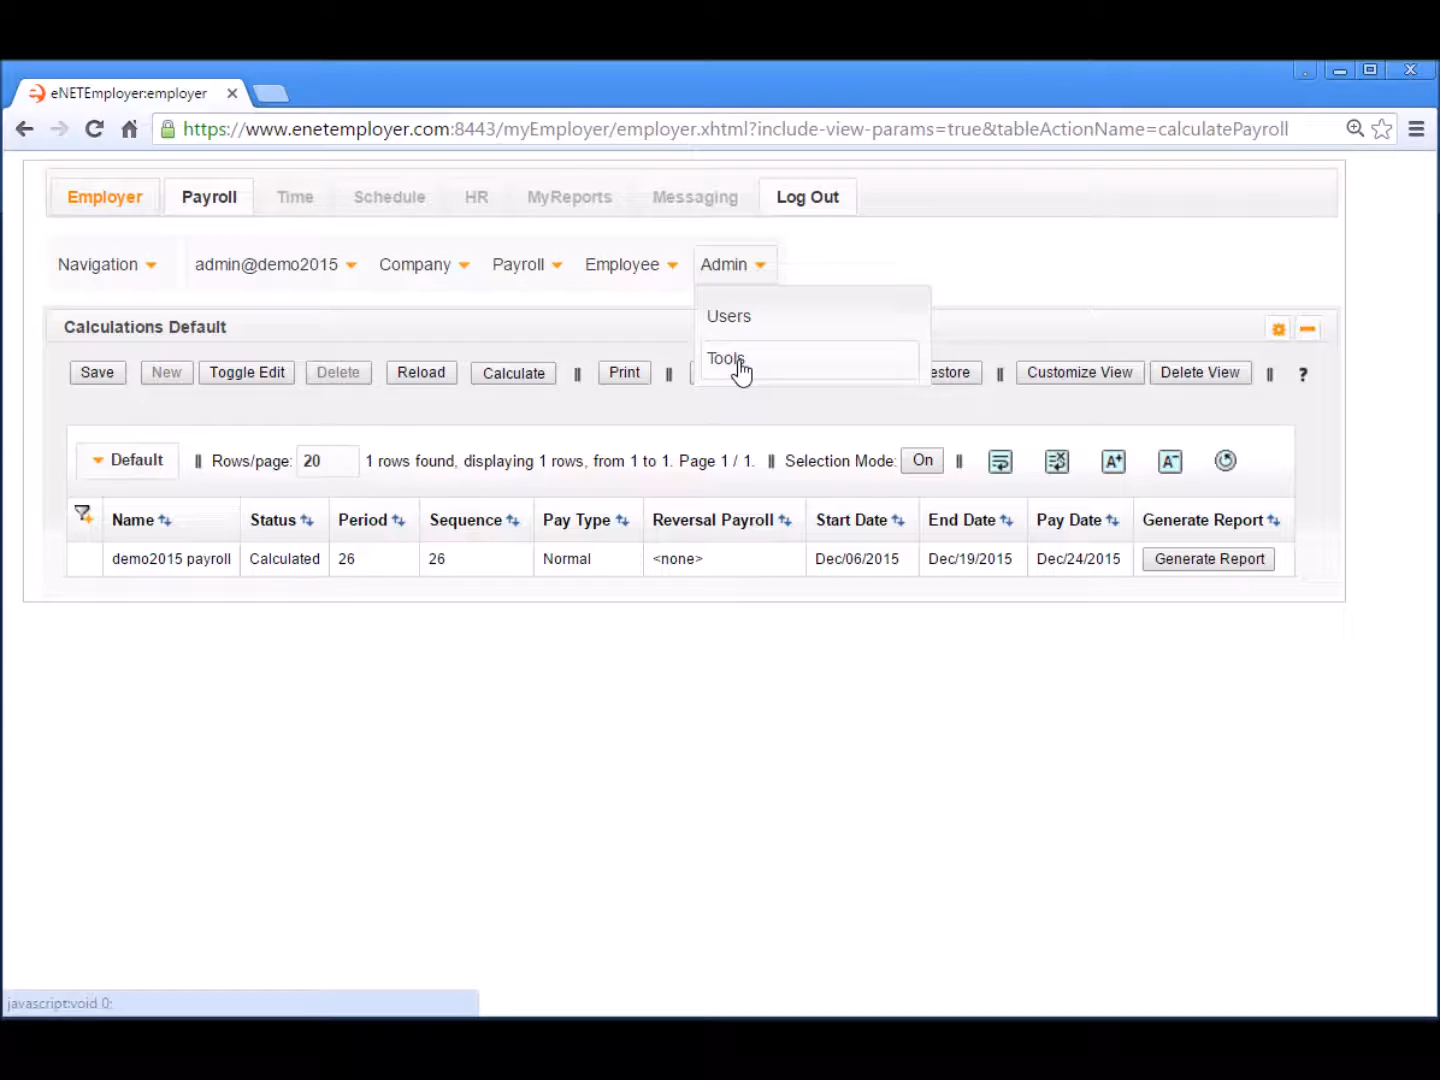 eNETEmployer:employer
https://www.enetemployer.com:8443/myEmployer/employer.xhtml?include-view-params=true&tableActionName=calculatePayroll
Employer Payroll Time Schedule HR MyReports Messaging Log Out
Navigation admin@demo2015 Company Payroll Employee Admin
Users
Calculations Default
Tools
Save New Toggle Edit Delete Reload Calculate Print estore Customize View Delete View ?
Default Rows/page: 20 1 rows found, displaying 1 rows, from 1 to 1. Page 1 / 1. Selection Mode: On A+ A-
Name Status Period Sequence Pay Type Reversal Payroll Start Date End Date Pay Date Generate Report
demo2015 payroll Calculated 26 26 Normal <none> Dec/06/2015 Dec/19/2015 Dec/24/2015 Generate Report
javascript:void 0;